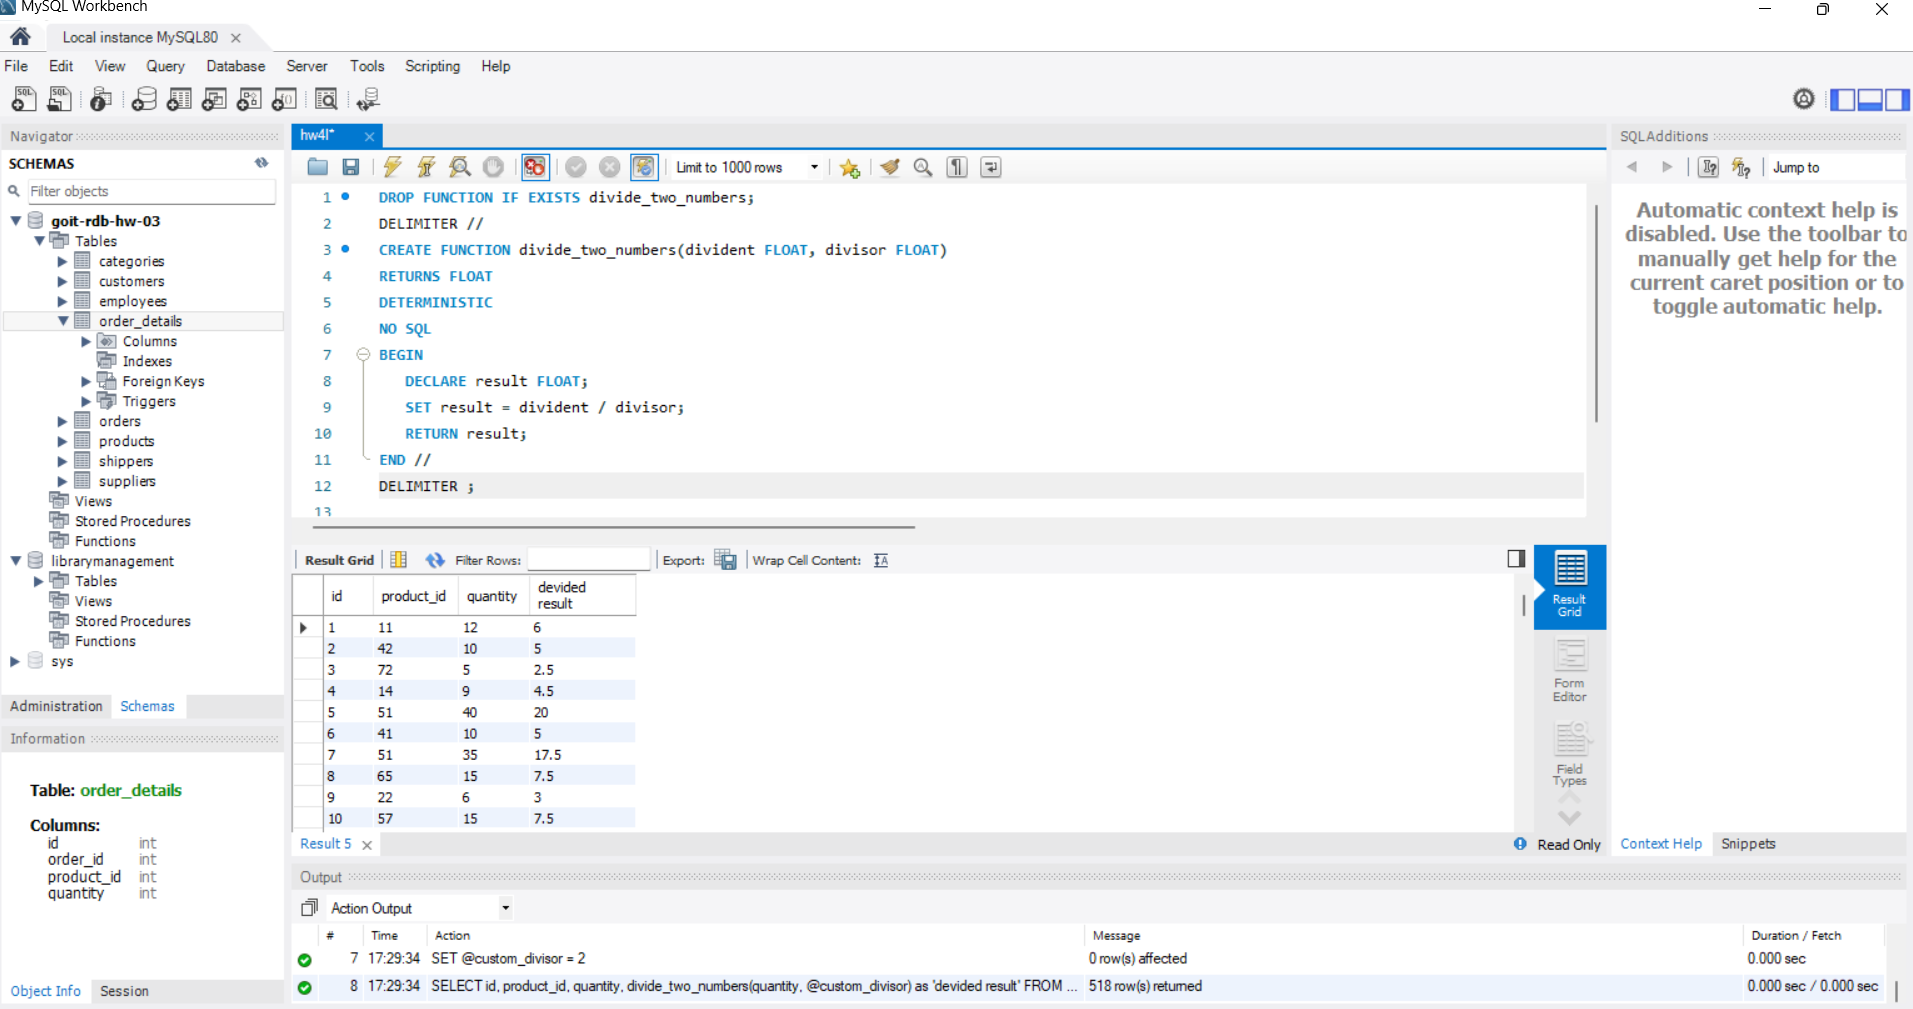 MySQL Workbench
Local instance MySQL80
File Edit View Query Database Server Tools Scripting Help
Navigator
SCHEMAS
Filter objects
goit-rdb-hw-03
Tables
categories
customers
employees
order_details
Columns
Indexes
Foreign Keys
Triggers
orders
products
shippers
suppliers
Views
Stored Procedures
Functions
librarymanagement
Tables
Views
Stored Procedures
Functions
sys
Administration Schemas
Information
Table: order_details
Columns:
id int
order_id int
product_id int
quantity int
Object Info Session
hw4l*
Limit to 1000 rows
1 DROP FUNCTION IF EXISTS divide_two_numbers;
2 DELIMITER //
3 CREATE FUNCTION divide_two_numbers(divident FLOAT, divisor FLOAT)
4 RETURNS FLOAT
5 DETERMINISTIC
6 NO SQL
7 BEGIN
8 DECLARE result FLOAT;
9 SET result = divident / divisor;
10 RETURN result;
11 END //
12 DELIMITER ;
13
Result Grid Filter Rows: Export: Wrap Cell Content:
id product_id quantity devided result
1 11 12 6
2 42 10 5
3 72 5 2.5
4 14 9 4.5
5 51 40 20
6 41 10 5
7 51 35 17.5
8 65 15 7.5
9 22 6 3
10 57 15 7.5
Result Grid
Form Editor
Field Types
Result 5
Read Only
Output
Action Output
# Time Action Message Duration / Fetch
7 17:29:34 SET @custom_divisor = 2 0 row(s) affected 0.000 sec
8 17:29:34 SELECT id, product_id, quantity, divide_two_numbers(quantity, @custom_divisor) as 'devided result' FROM ... 518 row(s) returned 0.000 sec / 0.000 sec
SQLAdditions
Jump to
Automatic context help is
disabled. Use the toolbar to
manually get help for the
current caret position or to
toggle automatic help.
Context Help Snippets